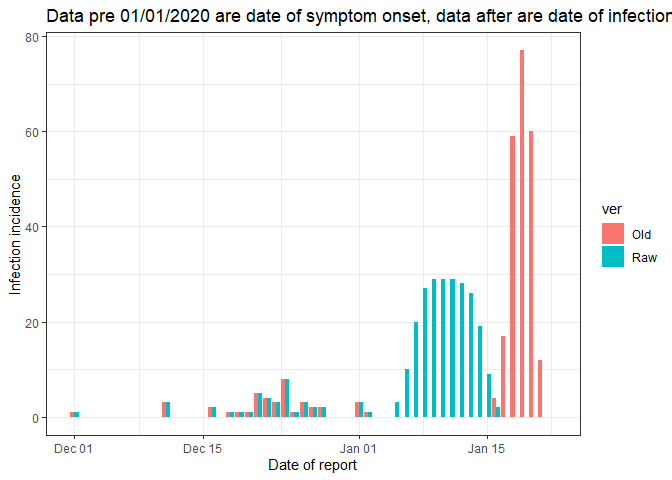 Data pre 01/01/2020 are date of symptom onset, data after are date of infection
80
60
40
20
0
Infection incidence
Dec 01
Dec 15
Jan 01
Jan 15
Date of report
ver
Old
Raw